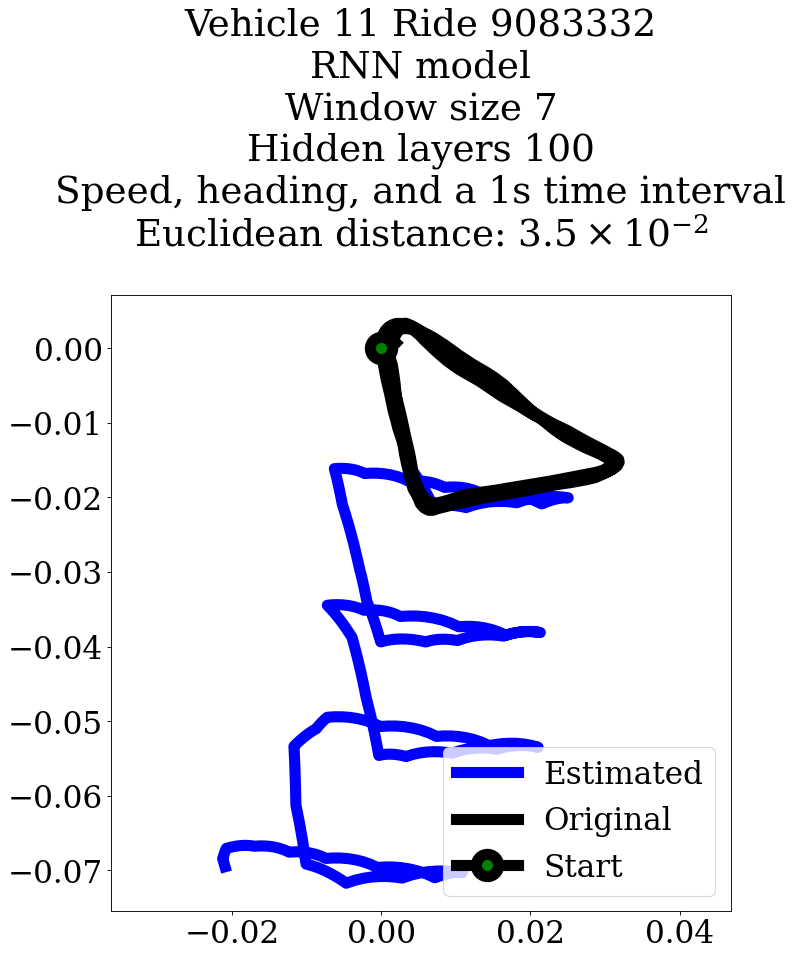 Vehicle 11 Ride 9083332
RNN model
Window size 7
Hidden layers 100
Speed, heading, and a 1s time interval
Euclidean distance: 3.5 × 10⁻²
0.00
−0.01
−0.02
−0.03
−0.04
−0.05
−0.06
−0.07
Estimated
Original
Start
−0.02 0.00 0.02 0.04